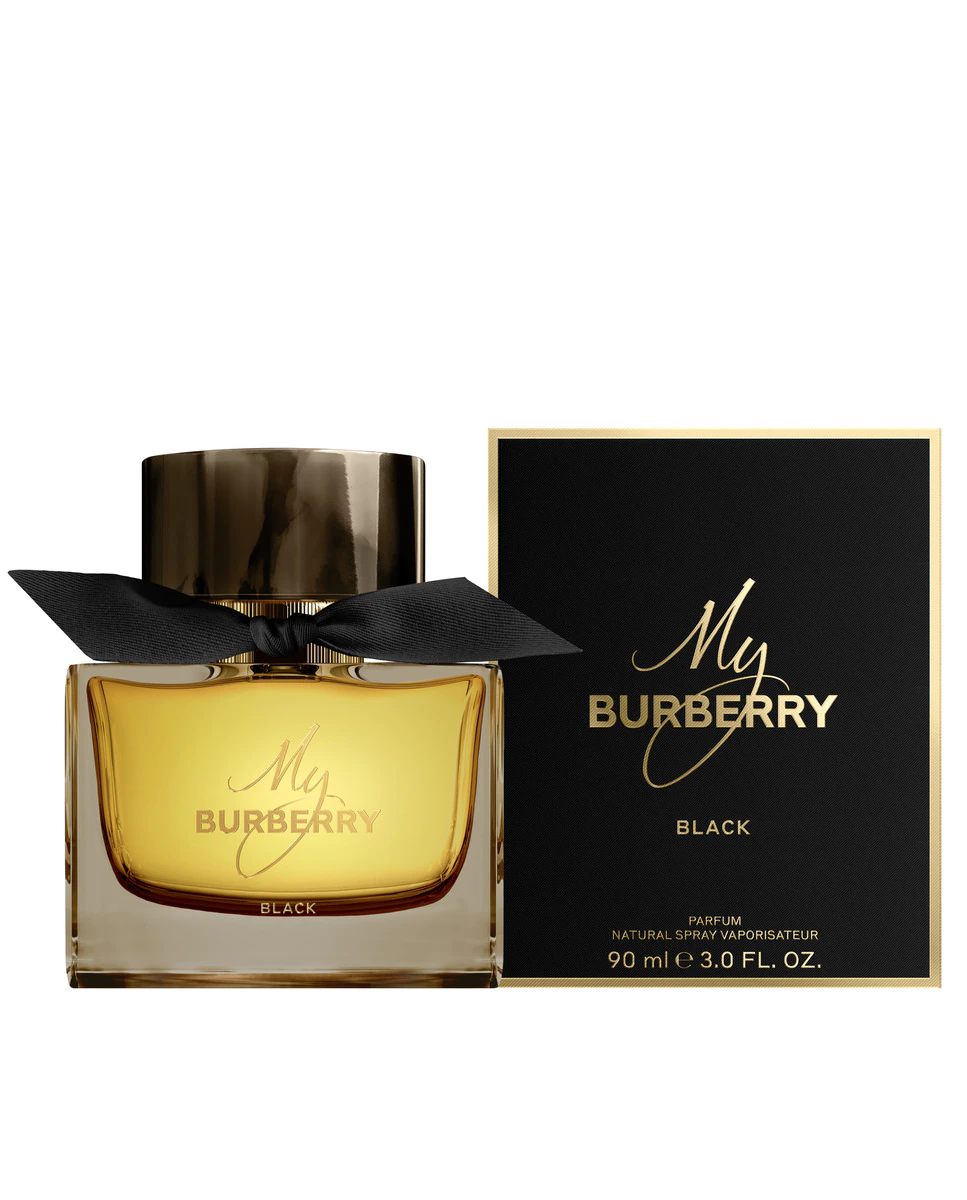 My
BURBERRY
BLACK
My
BURBERRY
BLACK
PARFUM
NATURAL SPRAY VAPORISATEUR
90 ml ℮ 3.0 FL. OZ.